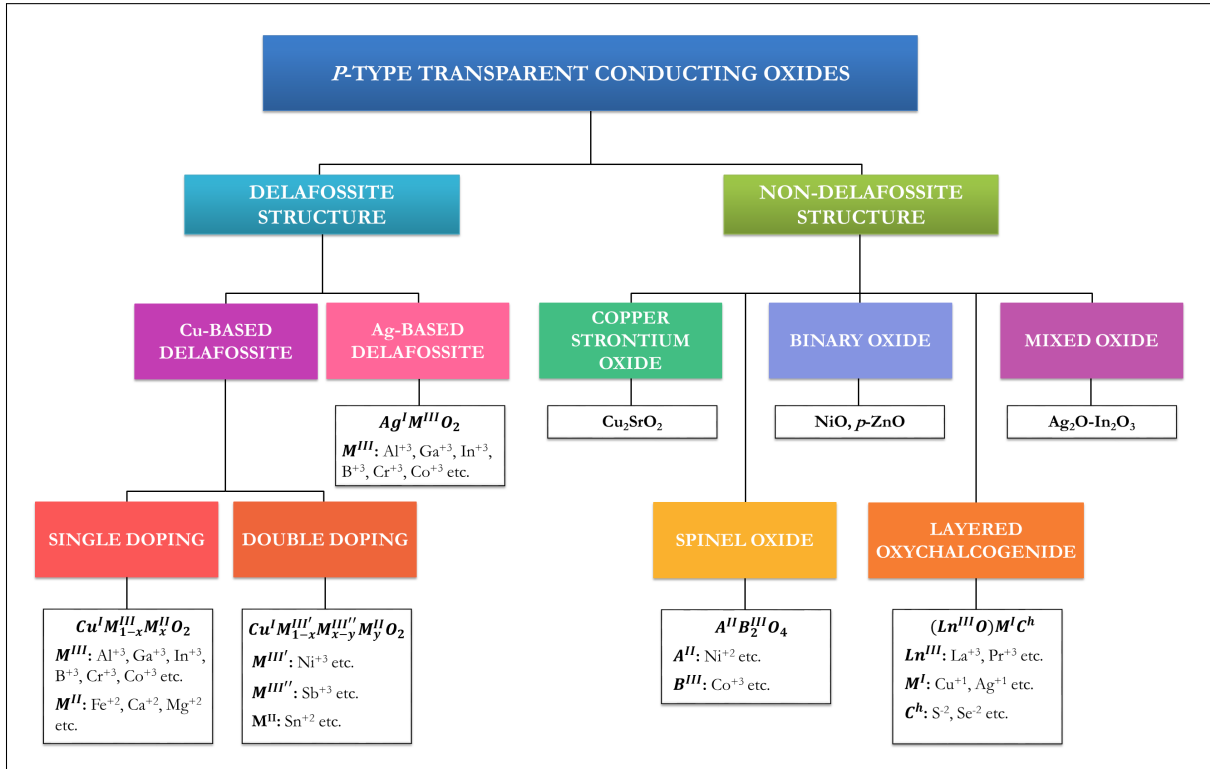 P-TYPE TRANSPARENT CONDUCTING OXIDES
DELAFOSSITE
STRUCTURE
NON-DELAFOSSITE
STRUCTURE
Cu-BASED
DELAFOSSITE
Ag-BASED
DELAFOSSITE
COPPER
STRONTIUM
OXIDE
BINARY OXIDE
MIXED OXIDE
Ag^I M^III O₂
M^III: Al⁺³, Ga⁺³, In⁺³,
B⁺³, Cr⁺³, Co⁺³ etc.
Cu₂SrO₂
NiO, p-ZnO
Ag₂O-In₂O₃
SINGLE DOPING
DOUBLE DOPING
SPINEL OXIDE
LAYERED
OXYCHALCOGENIDE
Cu^I M^III_1−x M^II_x O₂
M^III: Al⁺³, Ga⁺³, In⁺³,
B⁺³, Cr⁺³, Co⁺³ etc.
M^II: Fe⁺², Ca⁺², Mg⁺²
etc.
Cu^I M^III′_1−x M^III′′_x−y M^II_y O₂
M^III′: Ni⁺³ etc.
M^III′′: Sb⁺³ etc.
M^II: Sn⁺² etc.
A^II B^III_2 O₄
A^II: Ni⁺² etc.
B^III: Co⁺³ etc.
(Ln^III O)M^I C^h
Ln^III: La⁺³, Pr⁺³ etc.
M^I: Cu⁺¹, Ag⁺¹ etc.
C^h: S⁻², Se⁻² etc.